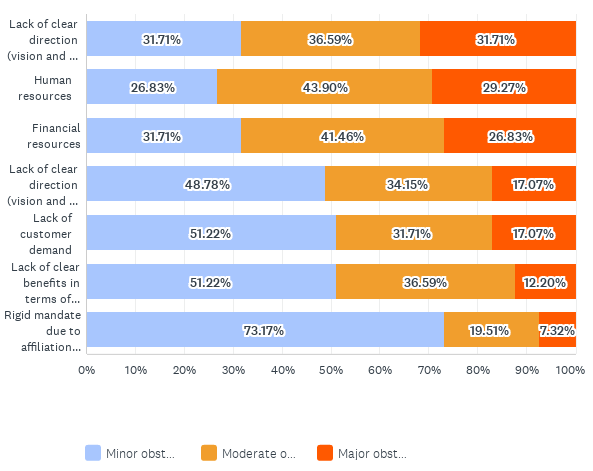 Lack of clear
direction
(vision and ...
31.71%
36.59%
31.71%
Human
resources
26.83%
43.90%
29.27%
Financial
resources
31.71%
41.46%
26.83%
Lack of clear
direction
(vision and ...
48.78%
34.15%
17.07%
Lack of
customer
demand
51.22%
31.71%
17.07%
Lack of clear
benefits in
terms of...
51.22%
36.59%
12.20%
Rigid mandate
due to
affiliation...
73.17%
19.51%
7.32%
0% 10% 20% 30% 40% 50% 60% 70% 80% 90% 100%
Minor obst... Moderate o... Major obst...